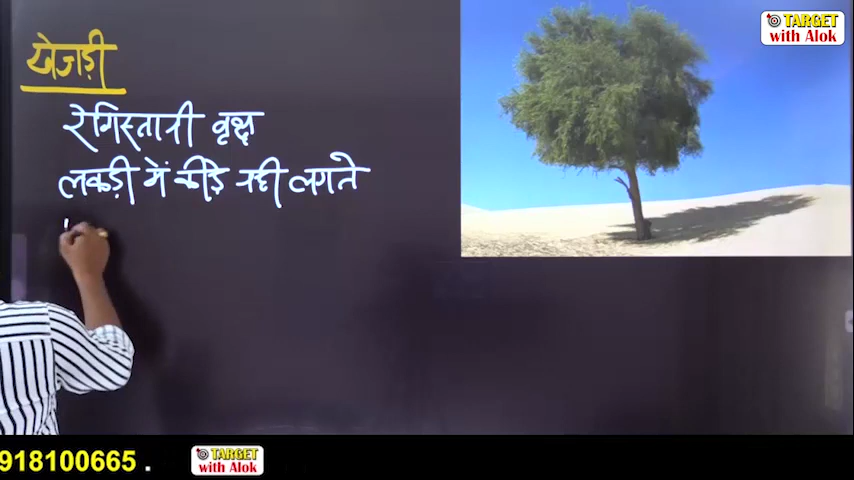 TARGET
with Alok
खेजड़ी
रेगिस्तानी वृक्ष
लकड़ी में कीड़े नही लगते
918100665 .
TARGET
with Alok